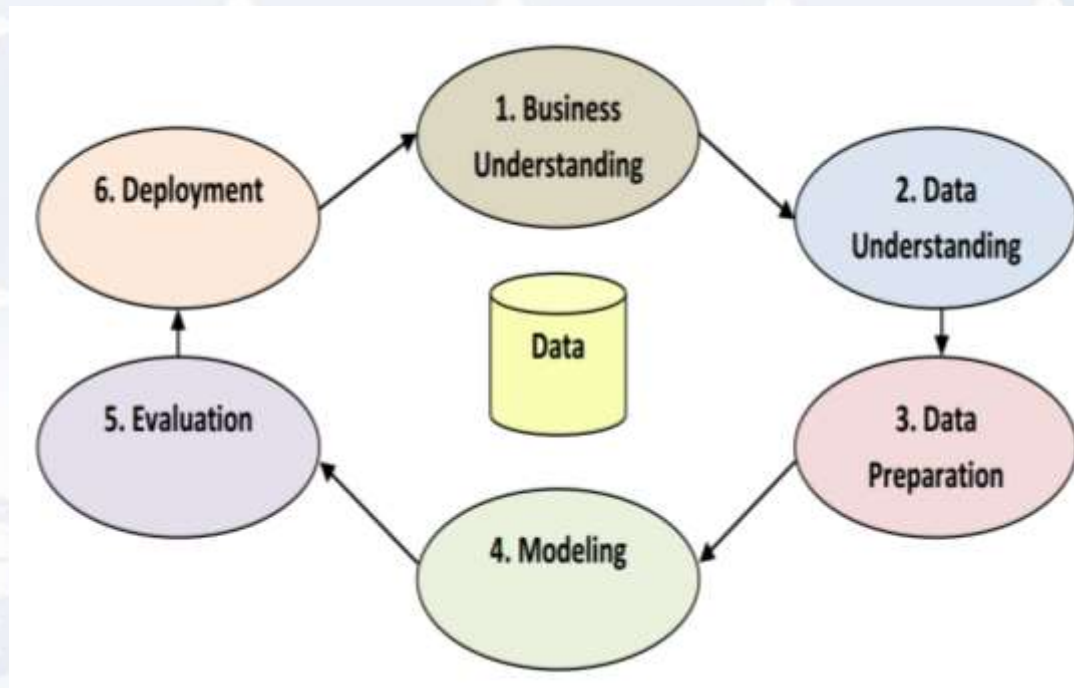 1. Business
Understanding
2. Data
Understanding
3. Data
Preparation
4. Modeling
5. Evaluation
6. Deployment
Data